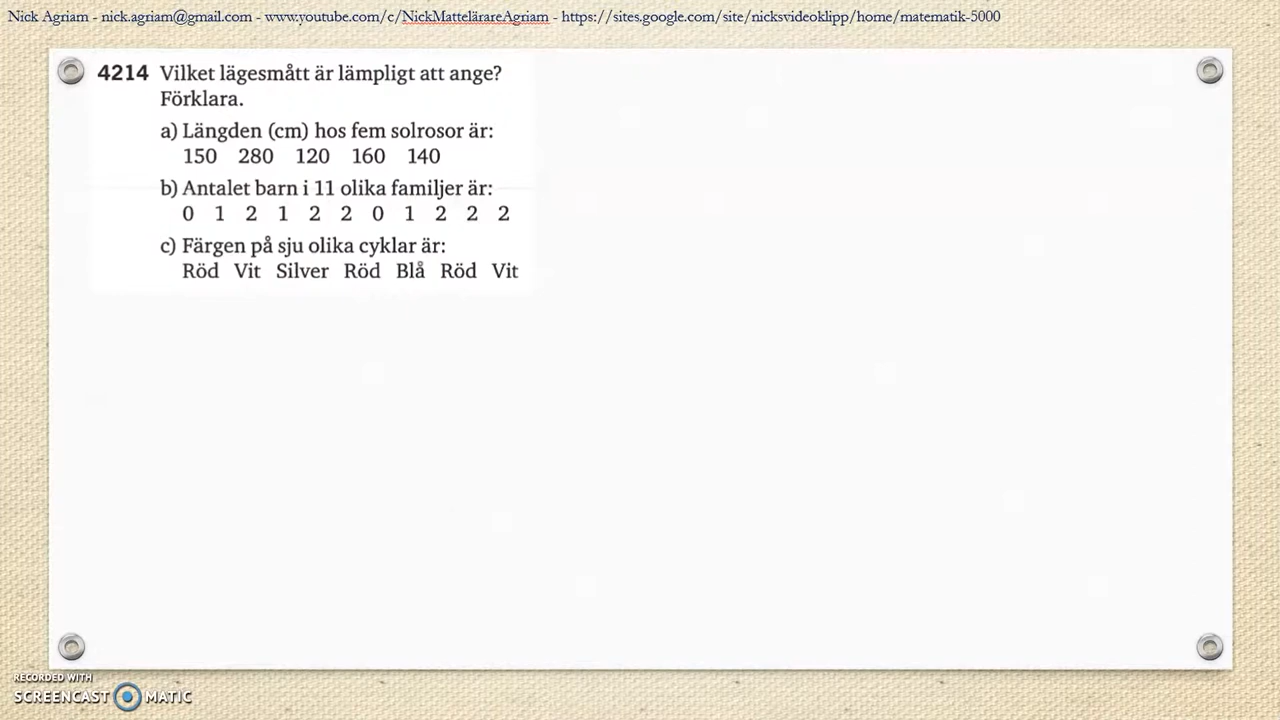 Nick Agriam - nick.agriam@gmail.com - www.youtube.com/c/NickMattelärareAgriam - https://sites.google.com/site/nicksvideoklipp/home/matematik-5000
4214 Vilket lägesmått är lämpligt att ange?
Förklara.
a) Längden (cm) hos fem solrosor är:
150 280 120 160 140
b) Antalet barn i 11 olika familjer är:
0 1 2 1 2 2 0 1 2 2 2
c) Färgen på sju olika cyklar är:
Röd Vit Silver Röd Blå Röd Vit
RECORDED WITH
SCREENCAST MATIC